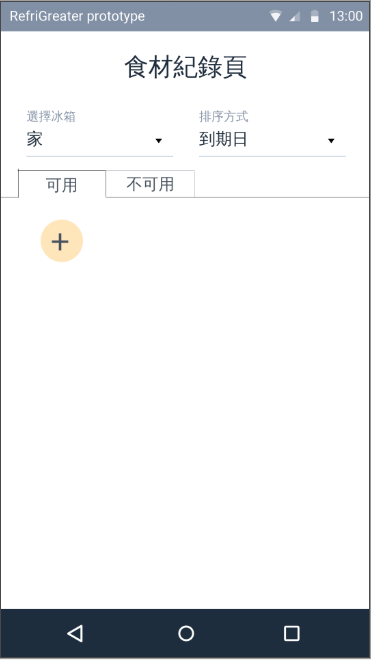 RefriGreater prototype 13:00
食材紀錄頁
選擇冰箱 排序方式
家 到期日
可用 不可用
+